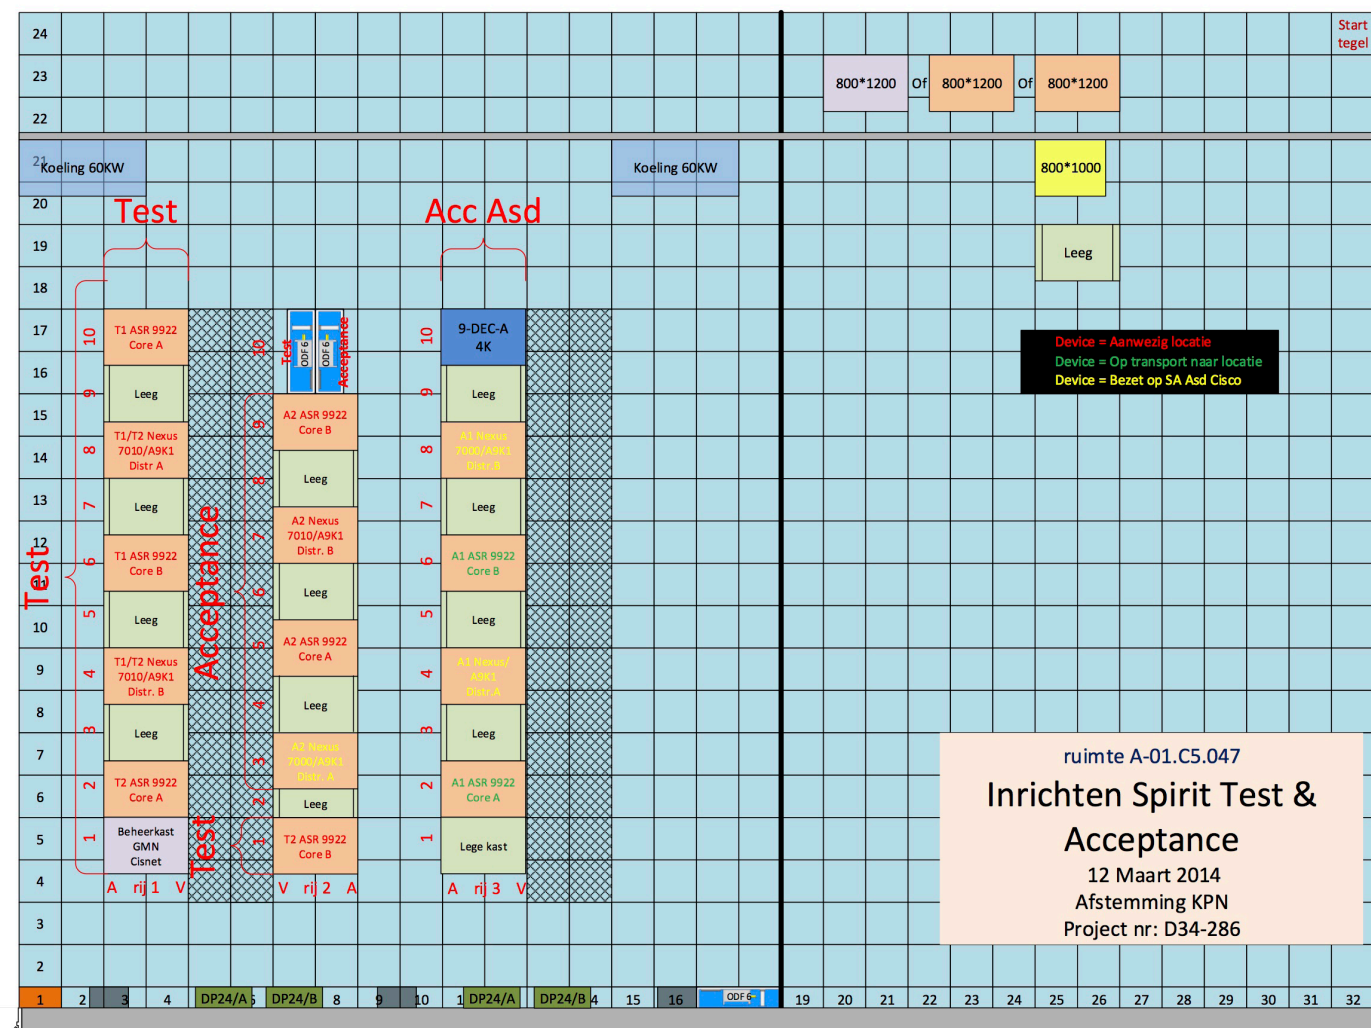 24
Start
tegel
23
800*1200 Of 800*1200 Of 800*1200
22
21
Koeling 60KW
Koeling 60KW
800*1000
20
Test
Acc Asd
19
Leeg
18
17
10
T1 ASR 9922
Core A
10
Test
ODF 6
ODF 6
Acceptance
10
9-DEC-A
4K
Device = Aanwezig locatie
Device = Op transport naar locatie
Device = Bezet op SA Asd Cisco
16
9
Leeg
9
Leeg
15
9
A2 ASR 9922
Core B
14
8
T1/T2 Nexus
7010/A9K1
Distr A
8
A1 Nexus
7000/A9K1
Distr.B
8
Leeg
13
7
Leeg
7
Leeg
12
7
A2 Nexus
7010/A9K1
Distr. B
Test
11
6
T1 ASR 9922
Core B
Acceptance
6
Leeg
6
A1 ASR 9922
Core B
10
5
Leeg
5
A2 ASR 9922
Core A
5
Leeg
9
4
T1/T2 Nexus
7010/A9K1
Distr. B
4
Leeg
4
A1 Nexus/
A9K1
Distr.A
8
3
Leeg
3
Leeg
7
3
A2 Nexus
7000/A9K1
Distr. A
6
2
T2 ASR 9922
Core A
2
Leeg
2
A1 ASR 9922
Core A
5
1
Beheerkast
GMN
Cisnet
Test
1
T2 ASR 9922
Core B
1
Lege kast
4
A rij 1 V
V rij 2 A
A rij 3 V
3
2
ruimte A-01.C5.047
Inrichten Spirit Test &
Acceptance
12 Maart 2014
Afstemming KPN
Project nr: D34-286
1 2 3 4 DP24/A 5 DP24/B 8 9 10 1 DP24/A DP24/B 4 15 16 ODF 6 19 20 21 22 23 24 25 26 27 28 29 30 31 32